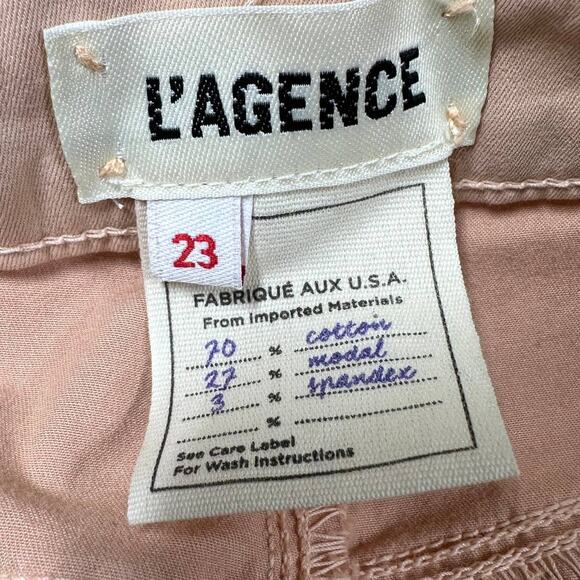 L'AGENCE
23
FABRIQUÉ AUX U.S.A.
From Imported Materials
70 % cotton
27 % modal
3 % spandex
%
See Care Label
For Wash Instructions